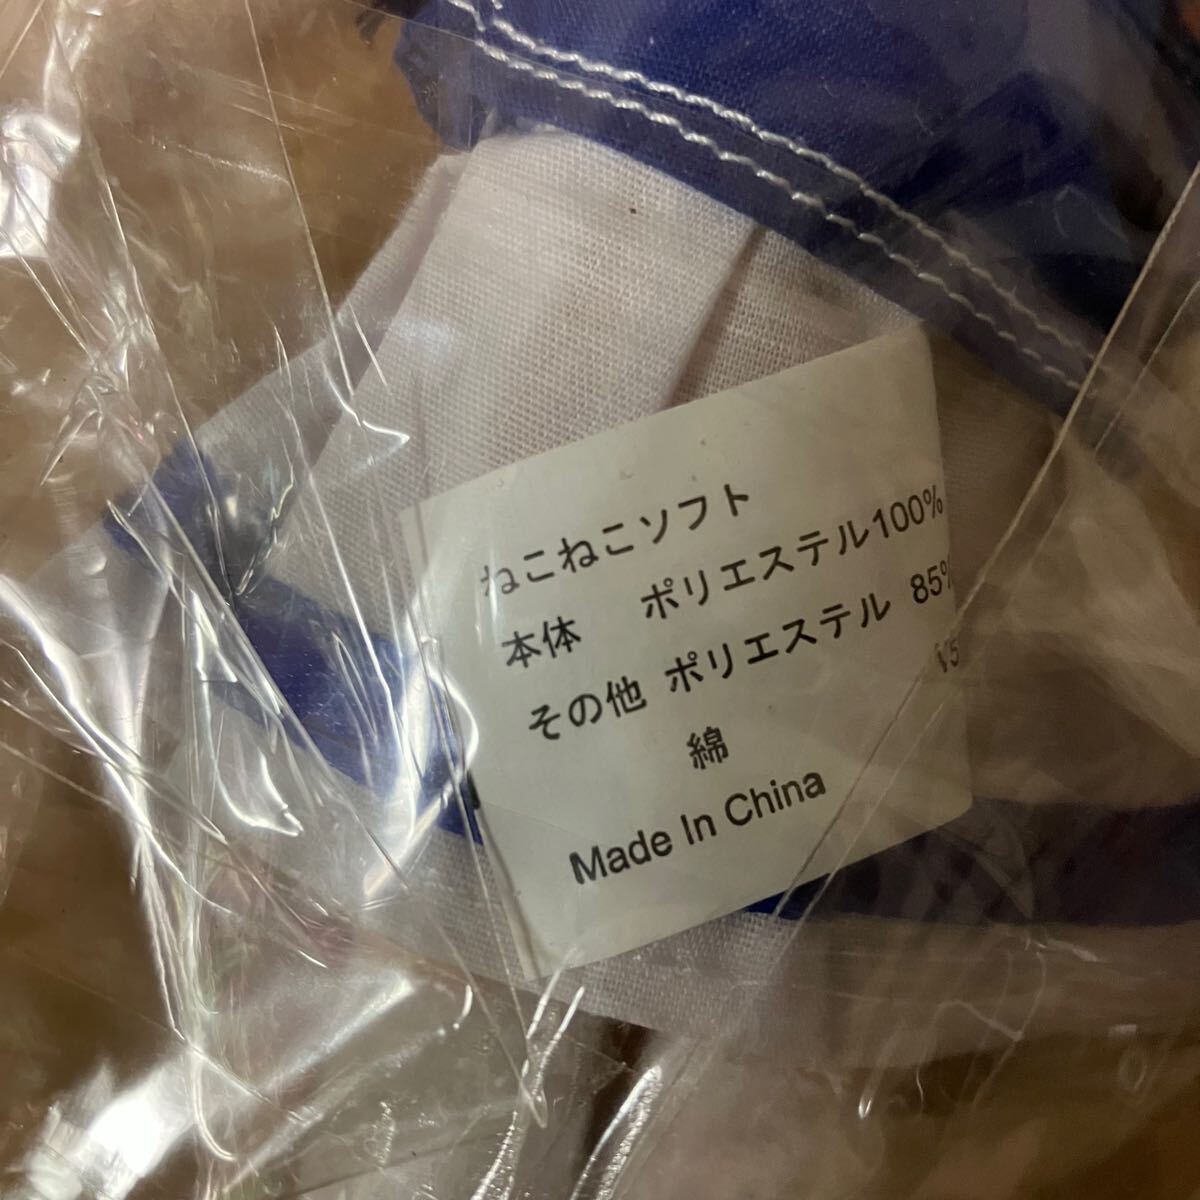 ねこねこソフト
本体 ポリエステル100%
その他 ポリエステル 85%
綿
Made In China